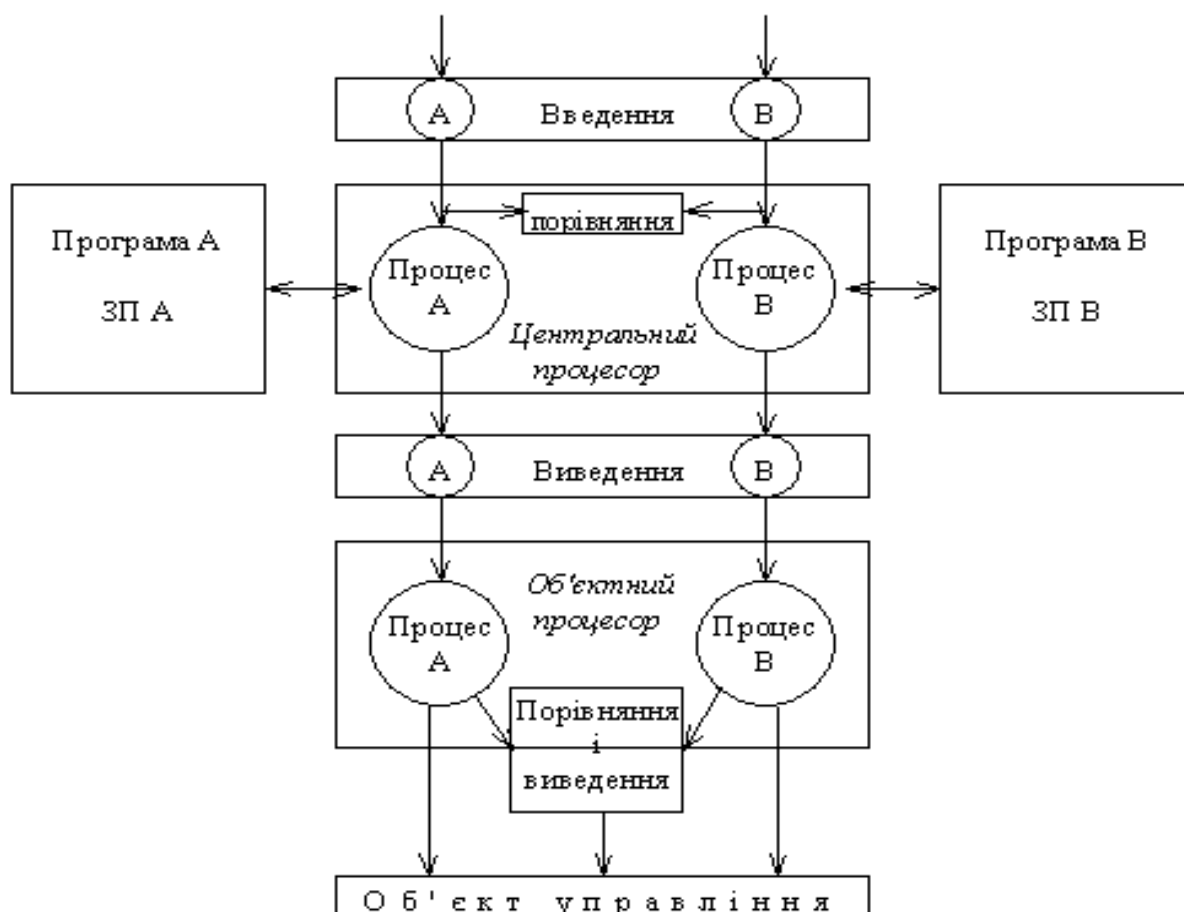 А Введення В
порівняння
Програма А
ЗП А
Процес
А
Процес
В
Програма В
ЗП В
Центральний
процесор
А Виведення В
Об'єктний
процесор
Процес
А
Процес
В
Порівняння
і
виведення
Об'єкт управління